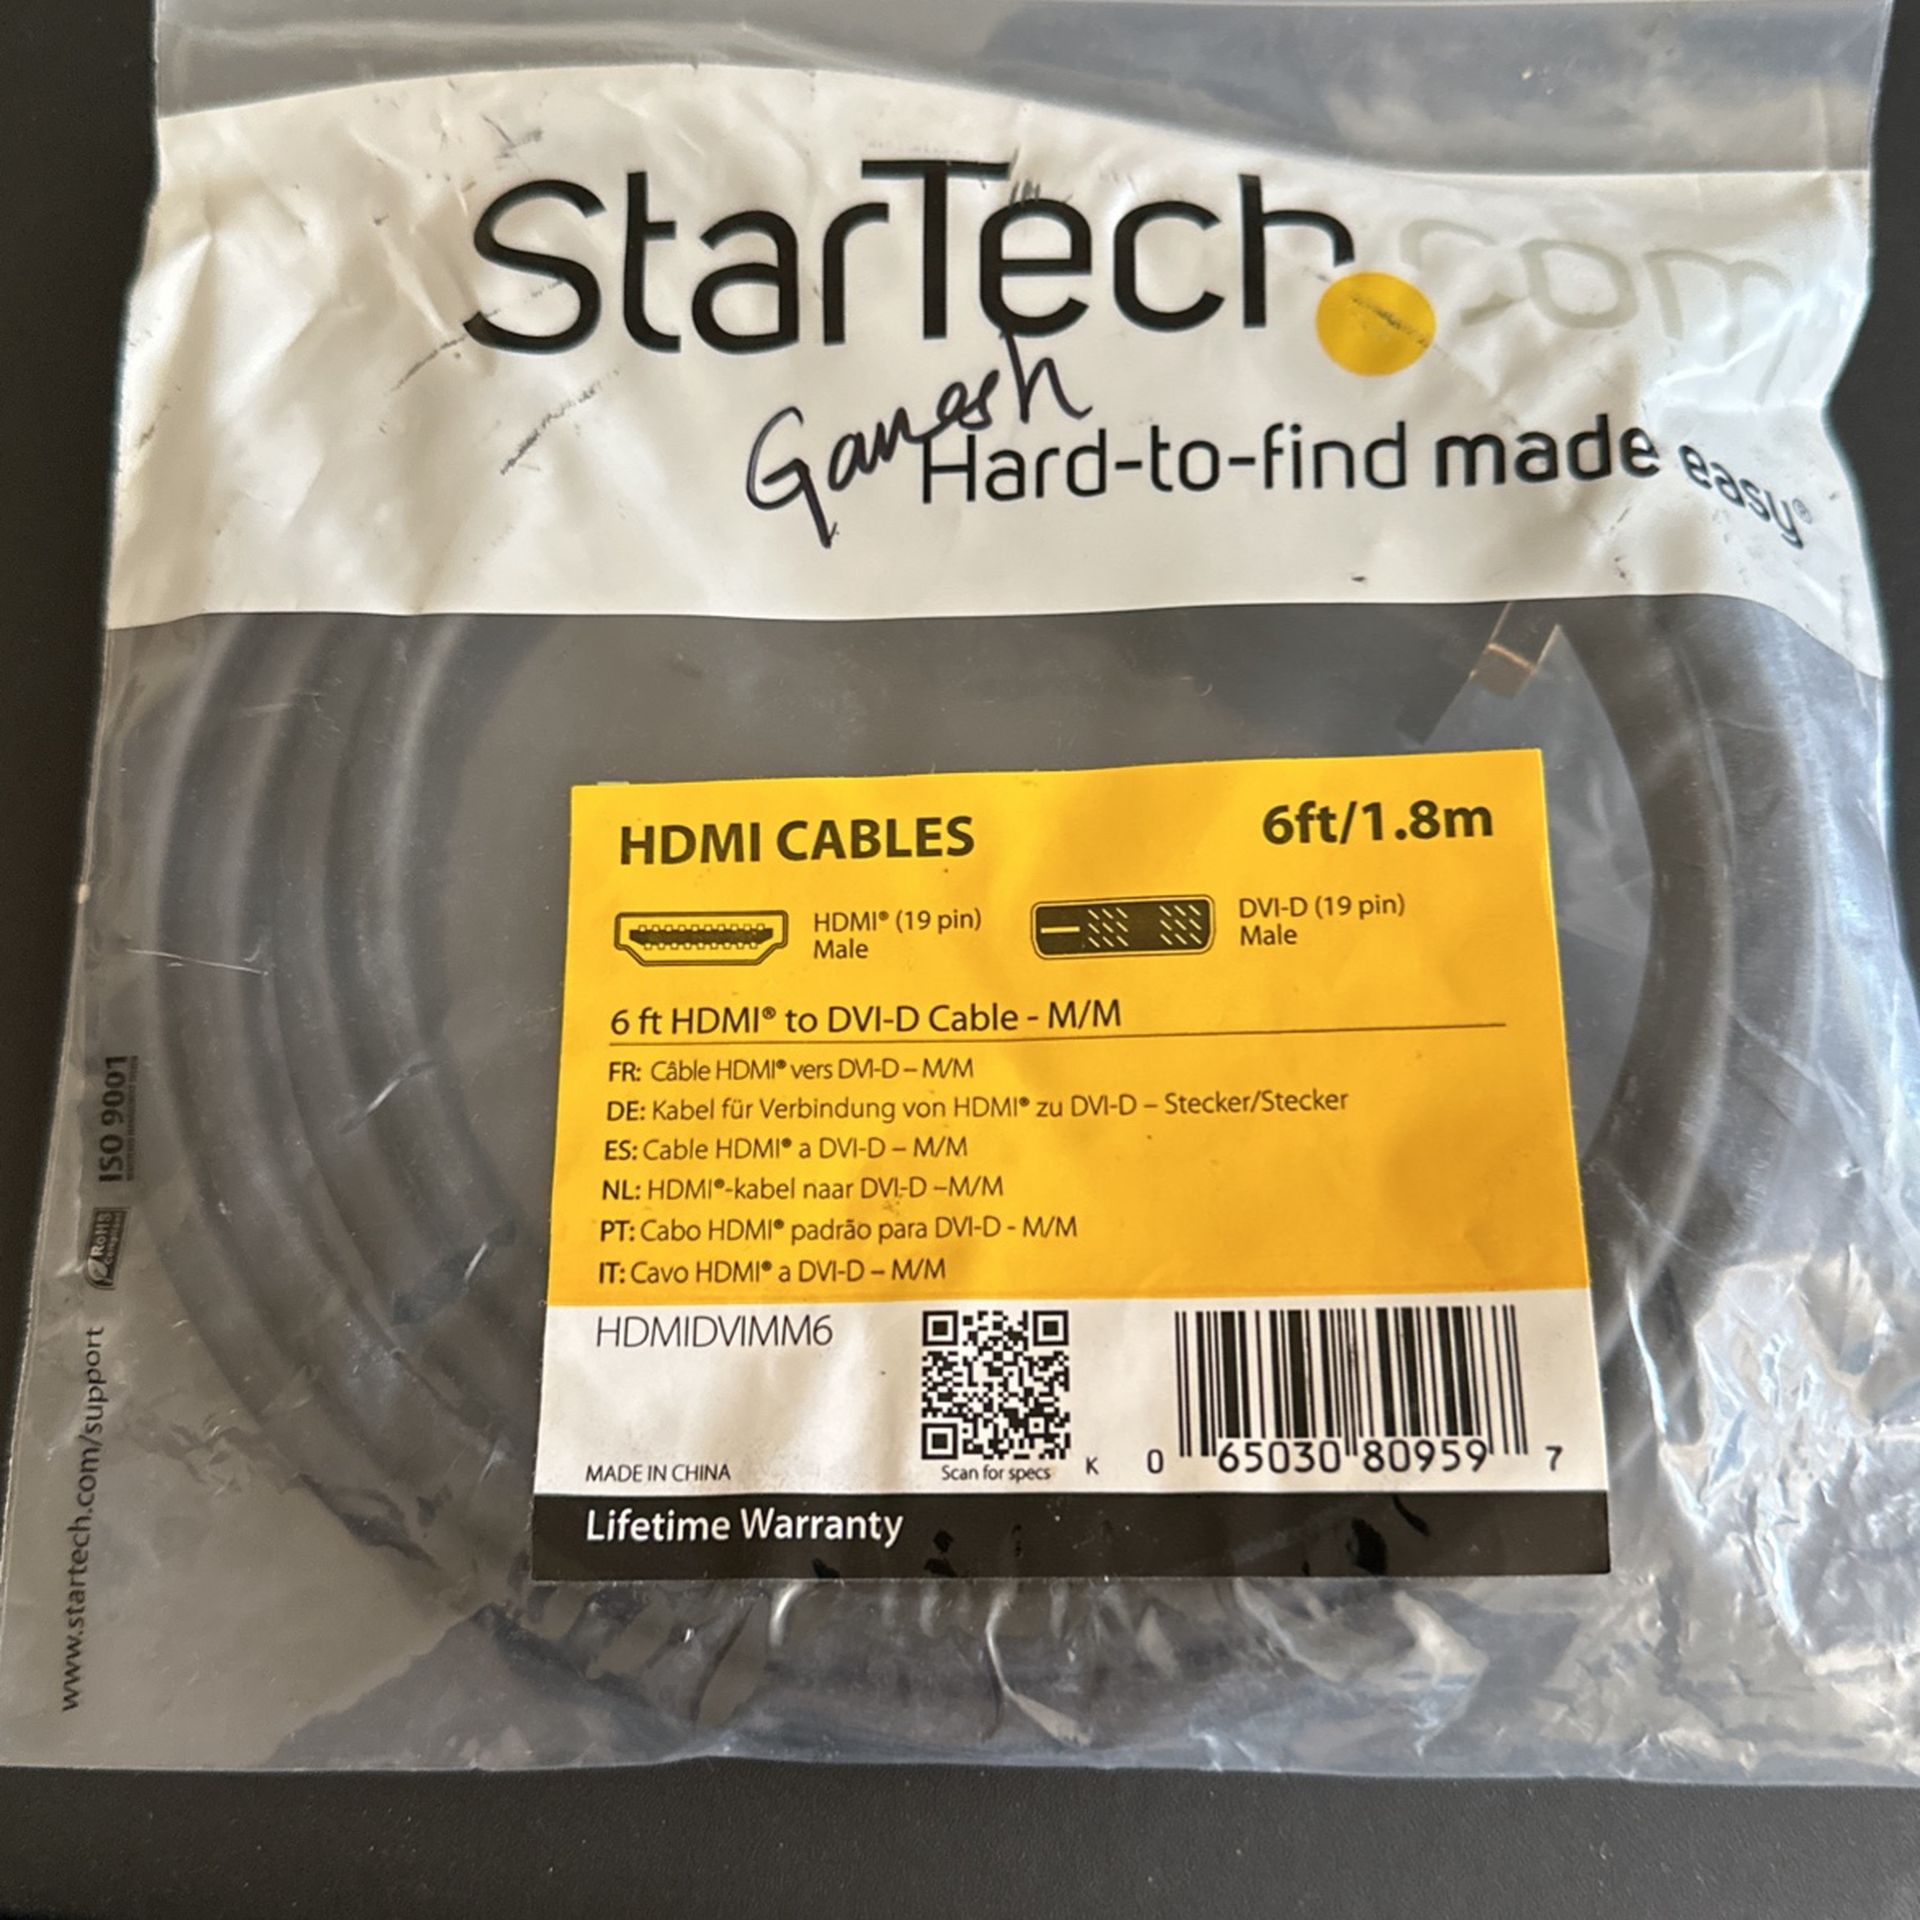 StarTech.com
Ganesh
Hard-to-find made easy®
HDMI CABLES 6ft/1.8m
HDMI® (19 pin)
Male
DVI-D (19 pin)
Male
6 ft HDMI® to DVI-D Cable - M/M
FR: Câble HDMI® vers DVI-D – M/M
DE: Kabel für Verbindung von HDMI® zu DVI-D – Stecker/Stecker
ES: Cable HDMI® a DVI-D – M/M
NL: HDMI®-kabel naar DVI-D –M/M
PT: Cabo HDMI® padrão para DVI-D - M/M
IT: Cavo HDMI® a DVI-D – M/M
HDMIDVIMM6
MADE IN CHINA
Scan for specs
K
0 65030 80959 7
Lifetime Warranty
www.startech.com/support
RoHS
Compliant
ISO 9001